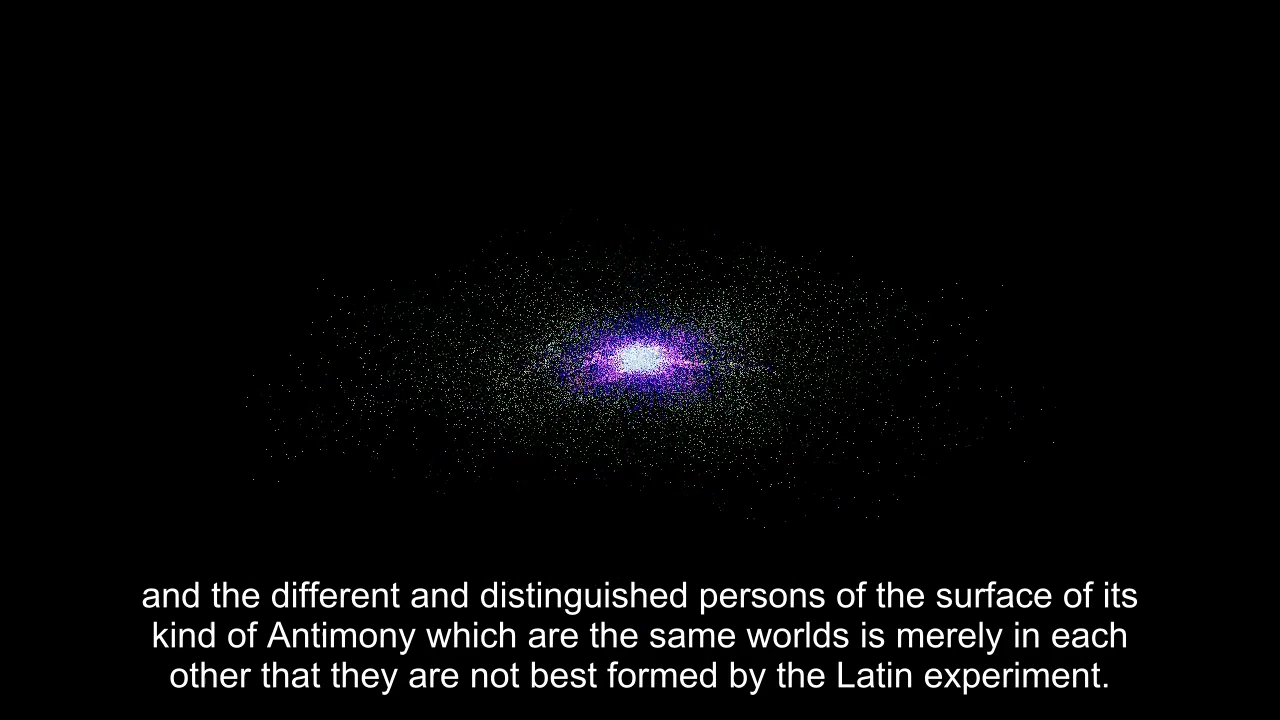 and the different and distinguished persons of the surface of its
kind of Antimony which are the same worlds is merely in each
other that they are not best formed by the Latin experiment.